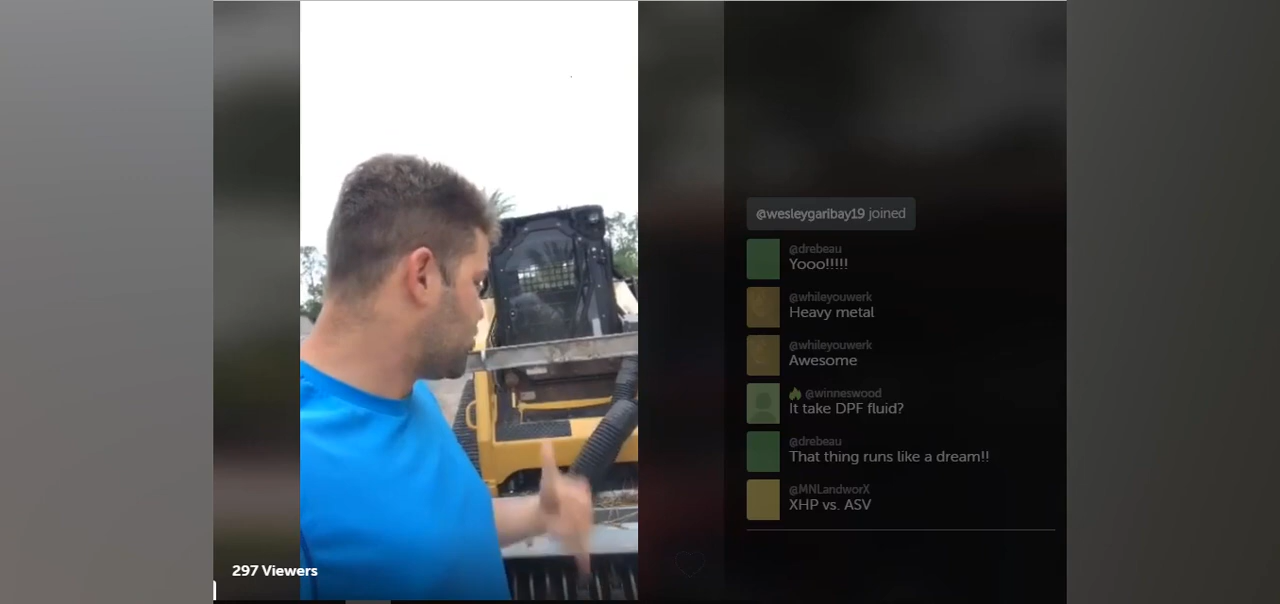 @wesleygaribay19 joined
@drebeau
Yooo!!!!!
@whileyouwerk
Heavy metal
@whileyouwerk
Awesome
@winneswood
It take DPF fluid?
@drebeau
That thing runs like a dream!!
@MNLandworX
XHP vs. ASV
297 Viewers